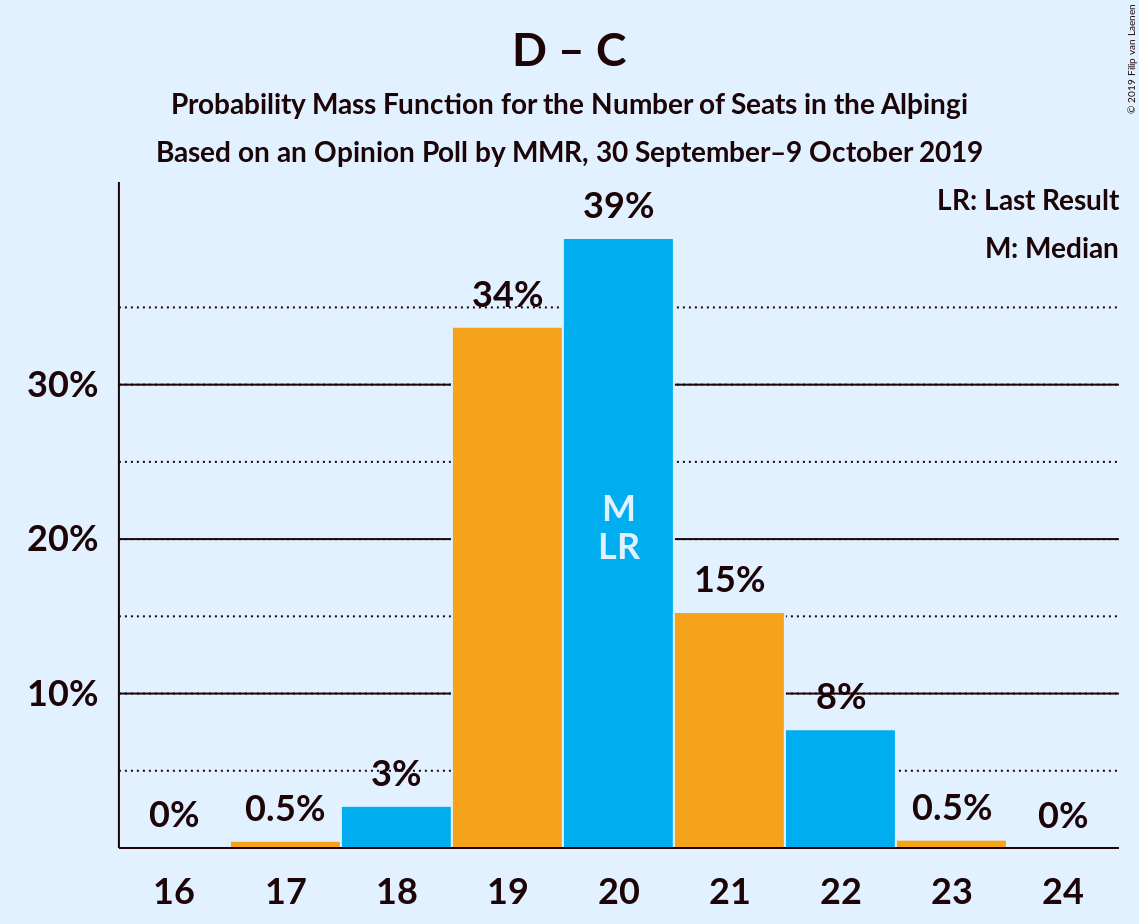 D – C
Probability Mass Function for the Number of Seats in the Alþingi
Based on an Opinion Poll by MMR, 30 September–9 October 2019
© 2019 Filip van Laenen
LR: Last Result
M: Median
39%
34%
30%
M
LR
20%
15%
10%
8%
3%
0%
0.5%
0.5%
0%
16 17 18 19 20 21 22 23 24